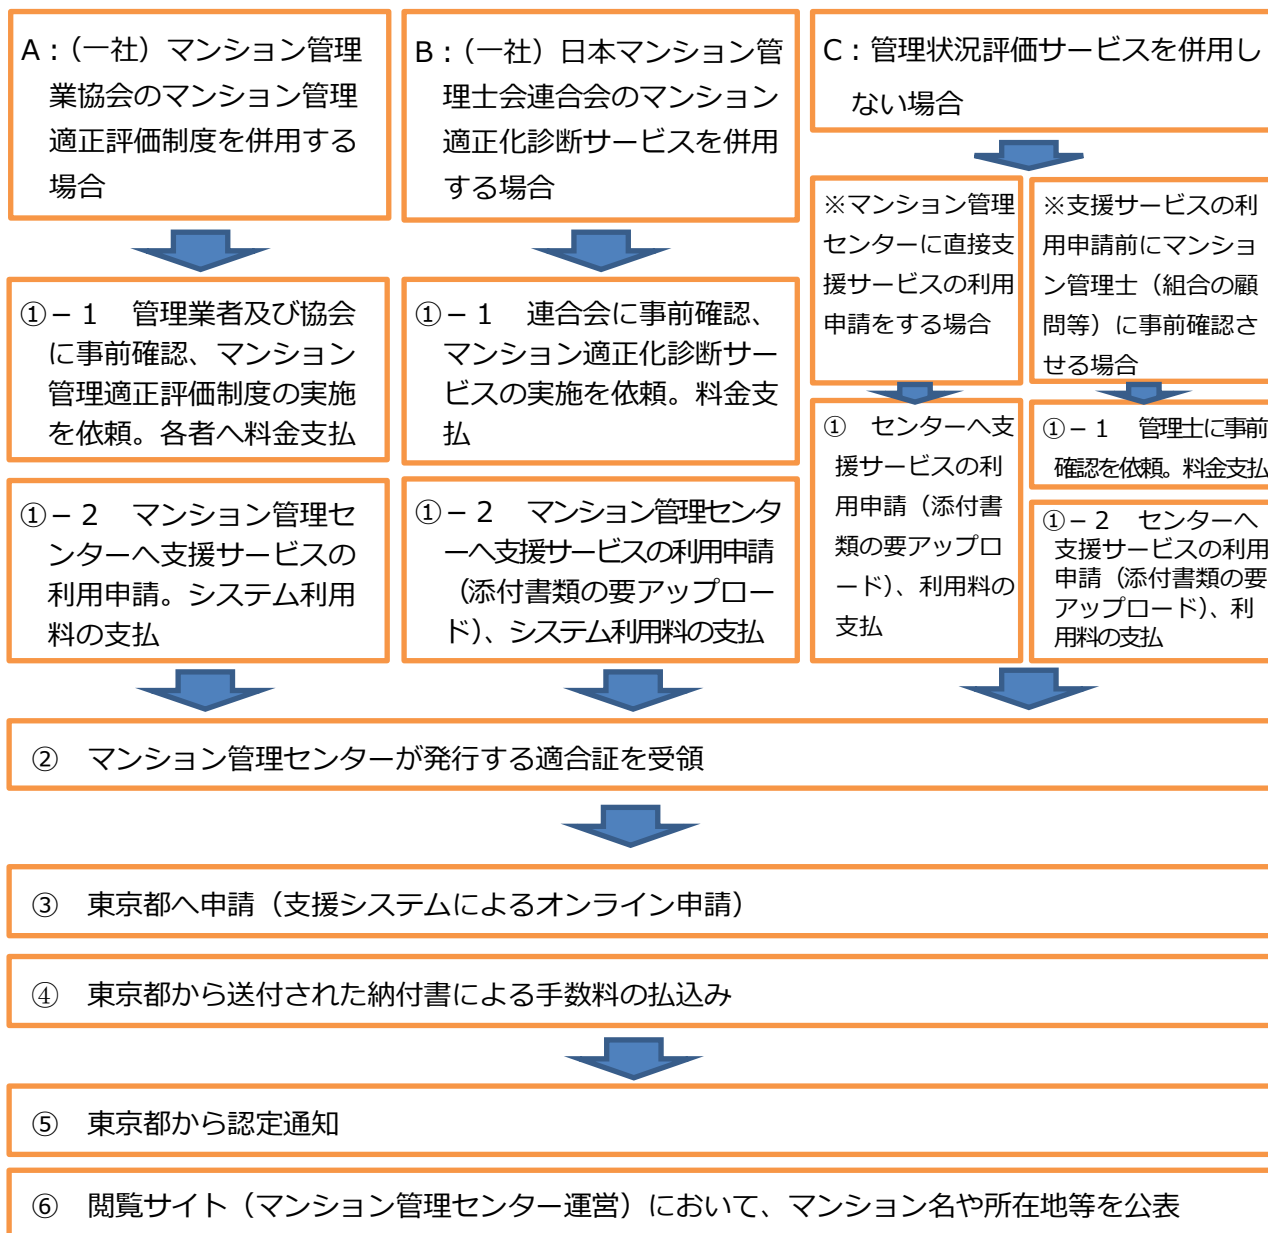 A：（一社）マンション管理
業協会のマンション管理
適正評価制度を併用する
場合
B：（一社）日本マンション管
理士会連合会のマンション
適正化診断サービスを併用
する場合
C：管理状況評価サービスを併用し
ない場合
※マンション管理
センターに直接支
援サービスの利用
申請をする場合
※支援サービスの利
用申請前にマンショ
ン管理士（組合の顧
問等）に事前確認さ
せる場合
①－１　管理業者及び協会
に事前確認、マンション
管理適正評価制度の実施
を依頼。各者へ料金支払
①－１　連合会に事前確認、
マンション適正化診断サー
ビスの実施を依頼。料金支
払
①　センターへ支
援サービスの利
用申請（添付書
類の要アップロ
ード）、利用料の
支払
①－１　管理士に事前
確認を依頼。料金支払
①－２　マンション管理セ
ンターへ支援サービスの
利用申請。システム利用
料の支払
①－２　マンション管理センタ
ーへ支援サービスの利用申請
（添付書類の要アップロー
ド）、システム利用料の支払
①－２　センターへ
支援サービスの利用
申請（添付書類の要
アップロード）、利
用料の支払
②　マンション管理センターが発行する適合証を受領
③　東京都へ申請（支援システムによるオンライン申請）
④　東京都から送付された納付書による手数料の払込み
⑤　東京都から認定通知
⑥　閲覧サイト（マンション管理センター運営）において、マンション名や所在地等を公表